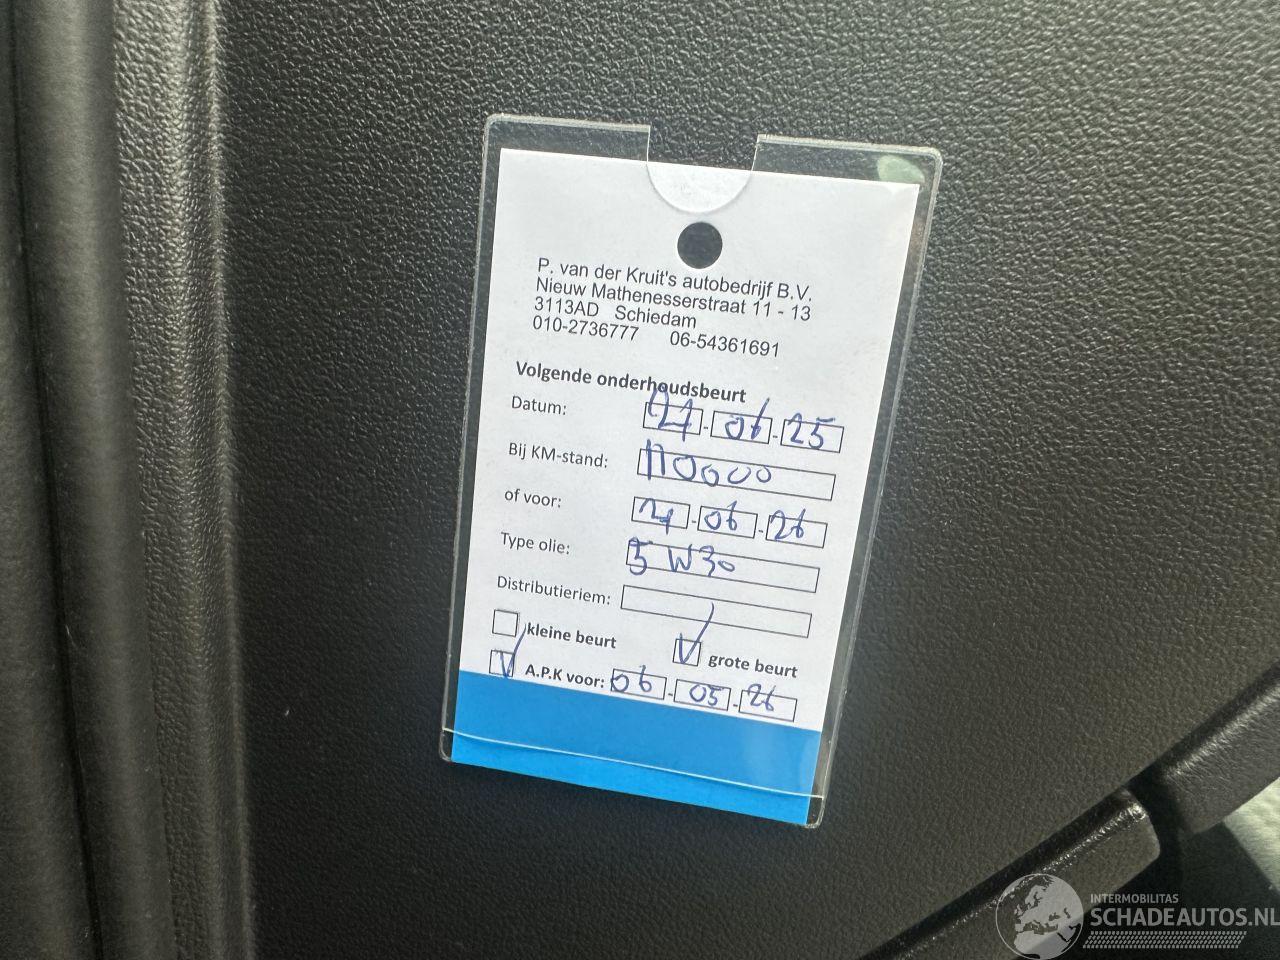 P. van der Kruit's autobedrijf B.V.
Nieuw Mathenesserstraat 11 - 13
3113AD Schiedam
010-2736777 06-54361691
Volgende onderhoudsbeurt
Datum: - 06 - 25
Bij KM-stand: 110000
of voor: - 06 - 26
Type olie: 5W30
Distributieriem:
kleine beurt grote beurt
A.P.K voor: 06 - 05 - 26
INTERMOBILITAS
SCHADEAUTOS.NL